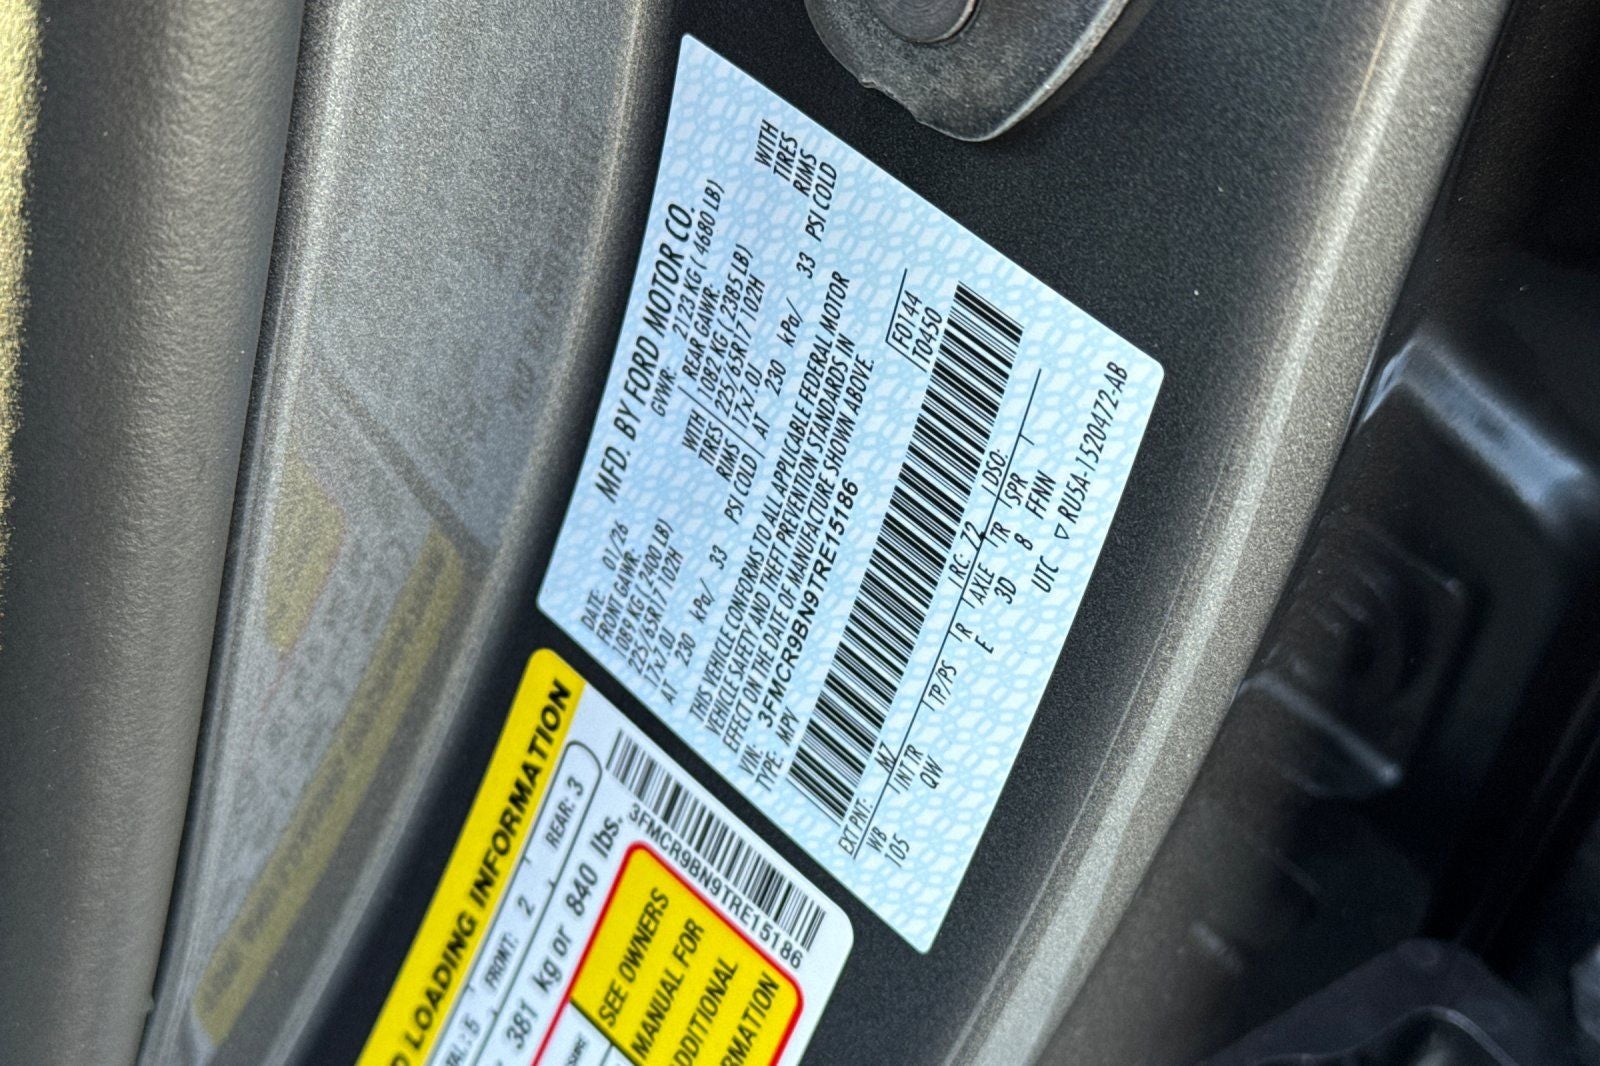 MFD. BY FORD MOTOR CO.
DATE: 01/26 GVWR: 2123 KG ( 4680 LB)
FRONT GAWR: REAR GAWR:
1089 KG ( 2400 LB) WITH 1082 KG ( 2385 LB) WITH
225/65R17 102H TIRES 225/65R17 102H TIRES
17x7.0J RIMS 17x7.0J RIMS
AT 230 kPa/ 33 PSI COLD AT 230 kPa/ 33 PSI COLD
THIS VEHICLE CONFORMS TO ALL APPLICABLE FEDERAL MOTOR
VEHICLE SAFETY AND THEFT PREVENTION STANDARDS IN
EFFECT ON THE DATE OF MANUFACTURE SHOWN ABOVE.
VIN: 3FMCR9BN9TRE15186
TYPE: MPV
F0144
T0450
EXT PNT: MZ RC: 72 DSO:
WB INT TR TP/PS R AXLE TR SPR
105 QW E 3D 8 FFNN
UTC ▽ RU5A-1520472-AB
LOADING INFORMATION
5 FRONT: 2 REAR: 3
381 kg or 840 lbs.
3FMCR9BN9TRE15186
SEE OWNERS
MANUAL FOR